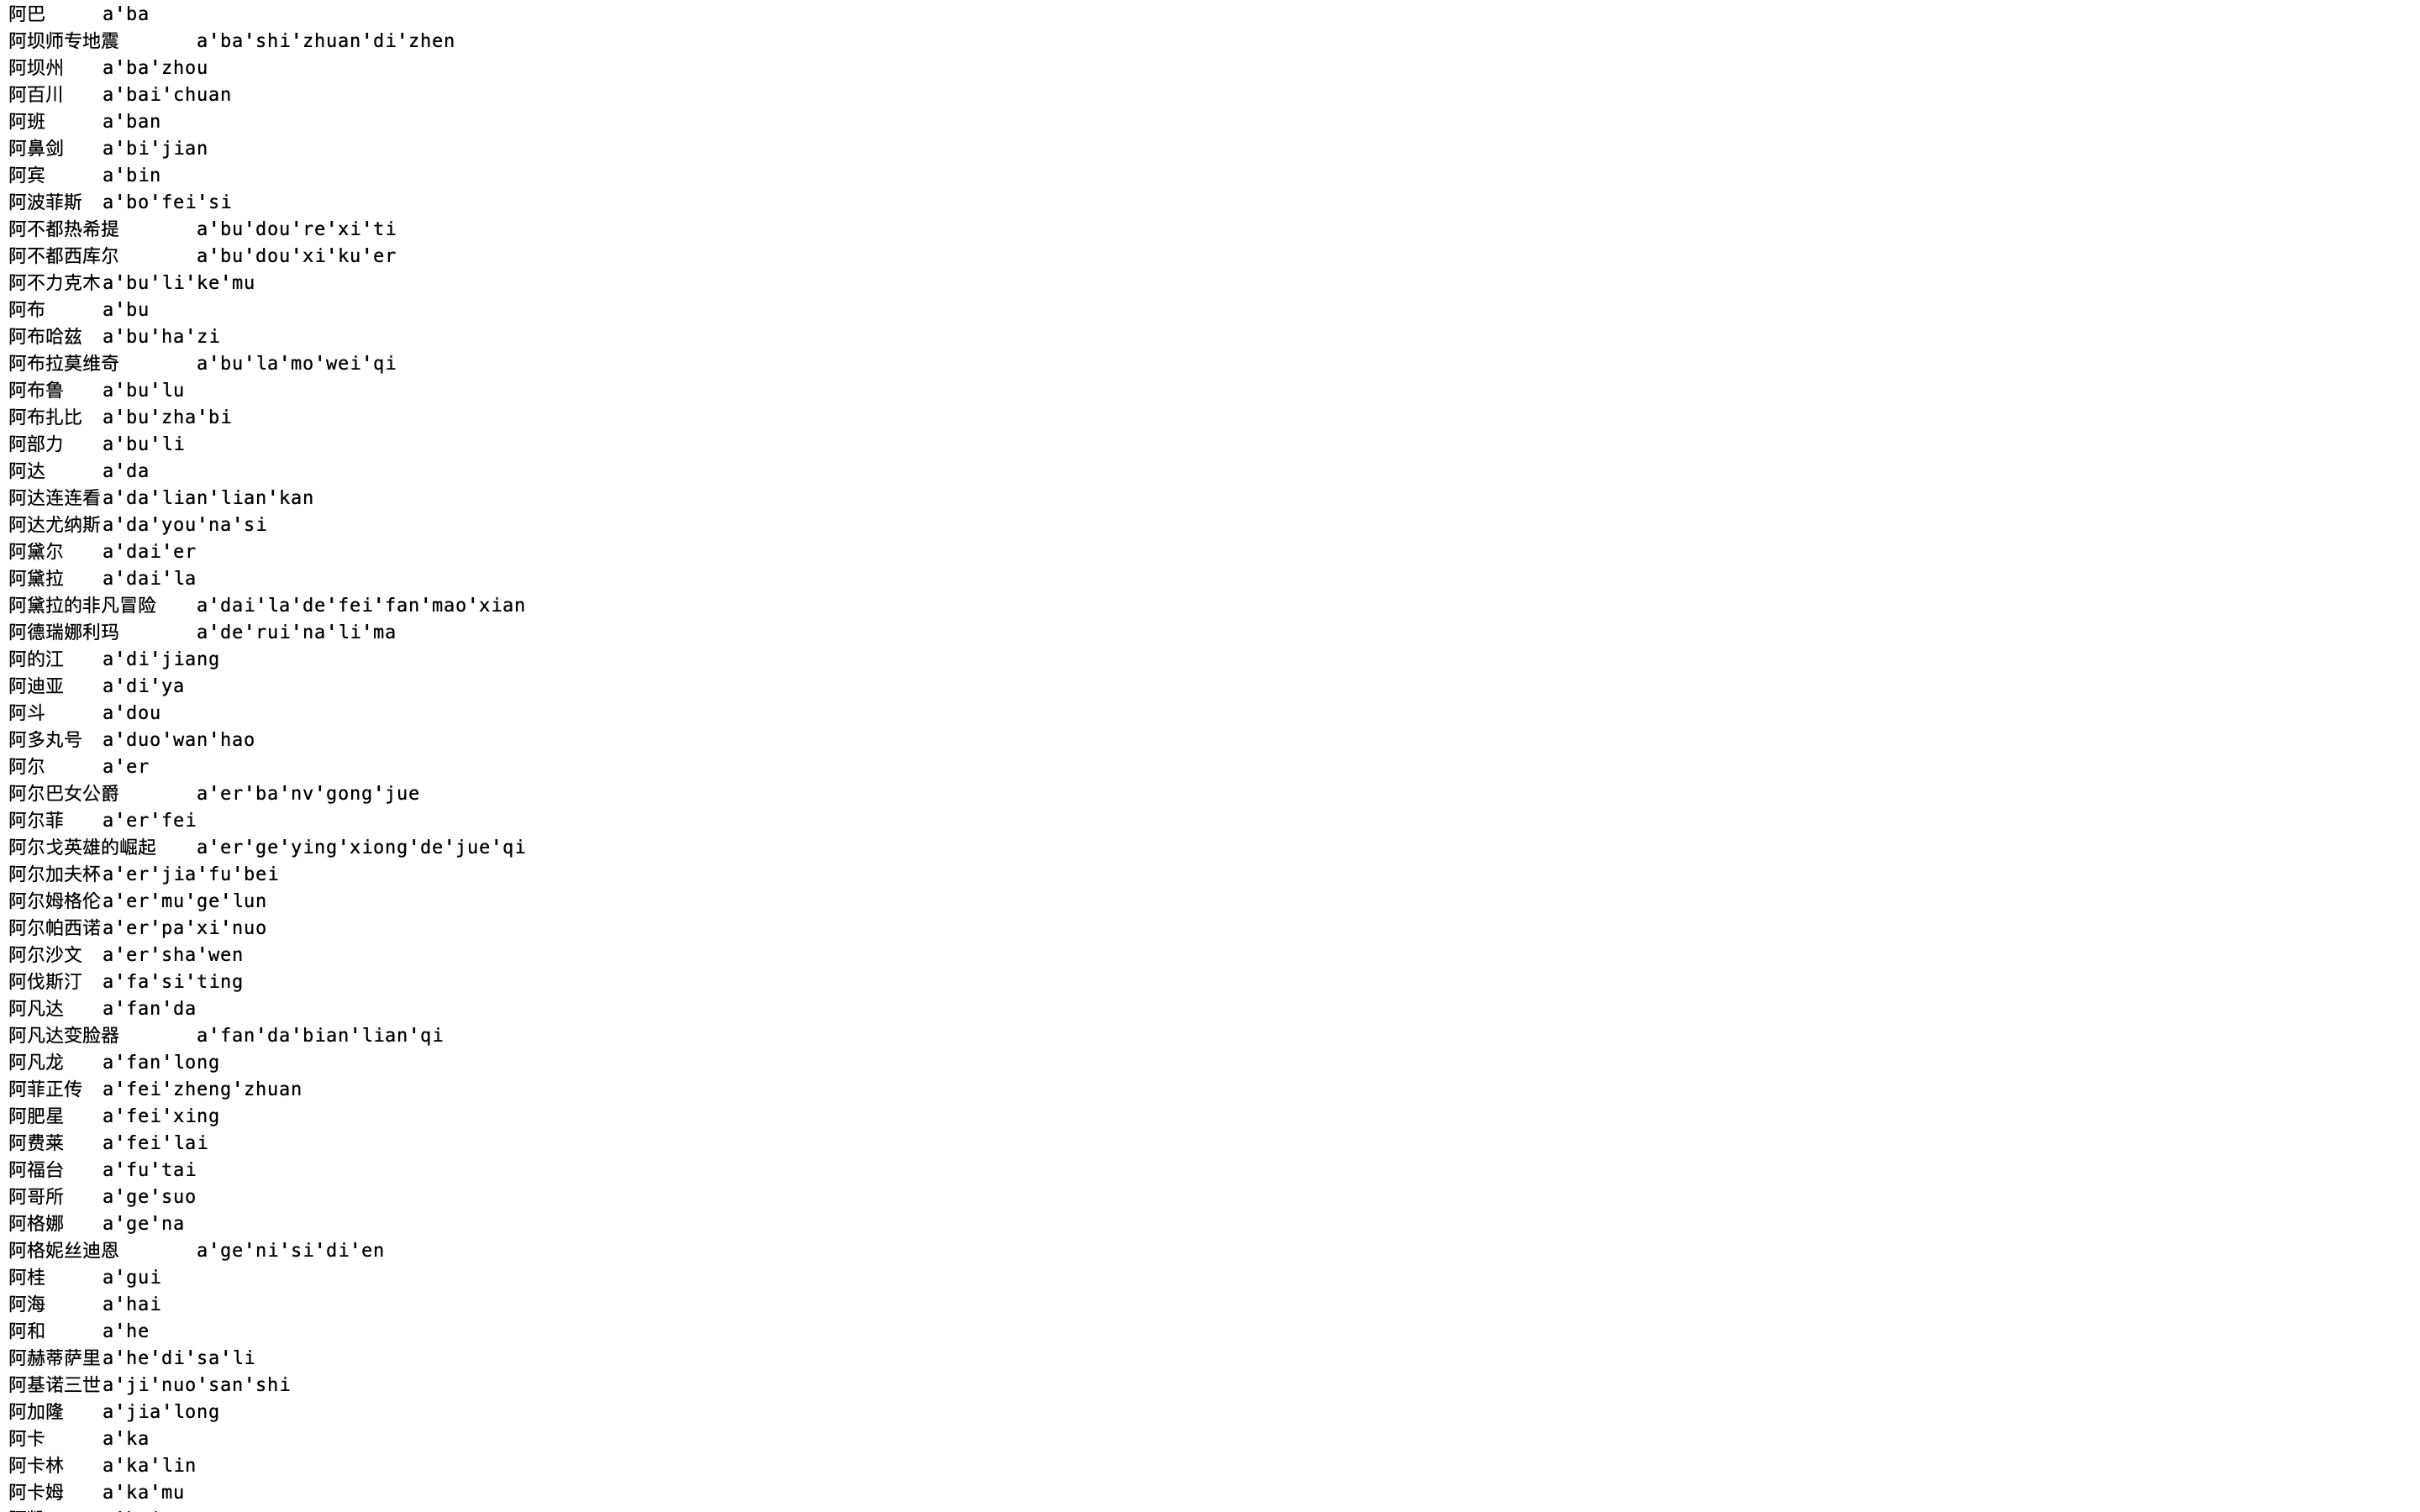 阿巴	a'ba
阿坝师专地震	a'ba'shi'zhuan'di'zhen
阿坝州	a'ba'zhou
阿百川	a'bai'chuan
阿班	a'ban
阿鼻剑	a'bi'jian
阿宾	a'bin
阿波菲斯	a'bo'fei'si
阿不都热希提	a'bu'dou're'xi'ti
阿不都西库尔	a'bu'dou'xi'ku'er
阿不力克木	a'bu'li'ke'mu
阿布	a'bu
阿布哈兹	a'bu'ha'zi
阿布拉莫维奇	a'bu'la'mo'wei'qi
阿布鲁	a'bu'lu
阿布扎比	a'bu'zha'bi
阿部力	a'bu'li
阿达	a'da
阿达连连看	a'da'lian'lian'kan
阿达尤纳斯	a'da'you'na'si
阿黛尔	a'dai'er
阿黛拉	a'dai'la
阿黛拉的非凡冒险	a'dai'la'de'fei'fan'mao'xian
阿德瑞娜利玛	a'de'rui'na'li'ma
阿的江	a'di'jiang
阿迪亚	a'di'ya
阿斗	a'dou
阿多丸号	a'duo'wan'hao
阿尔	a'er
阿尔巴女公爵	a'er'ba'nv'gong'jue
阿尔菲	a'er'fei
阿尔戈英雄的崛起	a'er'ge'ying'xiong'de'jue'qi
阿尔加夫杯	a'er'jia'fu'bei
阿尔姆格伦	a'er'mu'ge'lun
阿尔帕西诺	a'er'pa'xi'nuo
阿尔沙文	a'er'sha'wen
阿伐斯汀	a'fa'si'ting
阿凡达	a'fan'da
阿凡达变脸器	a'fan'da'bian'lian'qi
阿凡龙	a'fan'long
阿菲正传	a'fei'zheng'zhuan
阿肥星	a'fei'xing
阿费莱	a'fei'lai
阿福台	a'fu'tai
阿哥所	a'ge'suo
阿格娜	a'ge'na
阿格妮丝迪恩	a'ge'ni'si'di'en
阿桂	a'gui
阿海	a'hai
阿和	a'he
阿赫蒂萨里	a'he'di'sa'li
阿基诺三世	a'ji'nuo'san'shi
阿加隆	a'jia'long
阿卡	a'ka
阿卡林	a'ka'lin
阿卡姆	a'ka'mu